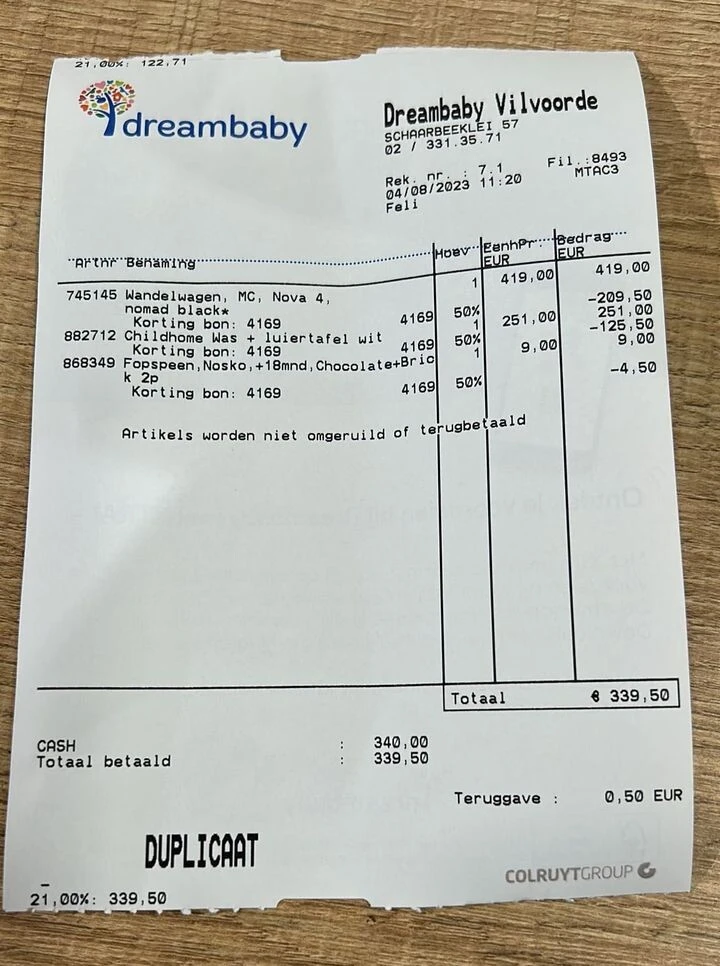 21,00%: 122,71
dreambaby
Dreambaby Vilvoorde
SCHAARBEEKLEI 57
02 / 331.35.71
Rek. nr. : 7.1 Fil.:8493
04/08/2023 11:20 MTAC3
Feli
Artnr Benaming Hoev EenhPr. Bedrag
EUR EUR
745145 Wandelwagen, MC, Nova 4, 1 419,00 419,00
nomad black*
Korting bon: 4169 4169 50% -209,50
882712 Childhome Was + luiertafel wit 1 251,00 251,00
Korting bon: 4169 4169 50% -125,50
868349 Fopspeen,Nosko,+18mnd,Chocolate+Bric 1 9,00 9,00
k 2p
Korting bon: 4169 4169 50% -4,50
Artikels worden niet omgeruild of terugbetaald
Totaal € 339,50
CASH : 340,00
Totaal betaald : 339,50
Teruggave : 0,50 EUR
DUPLICAAT
COLRUYTGROUP
21,00%: 339,50